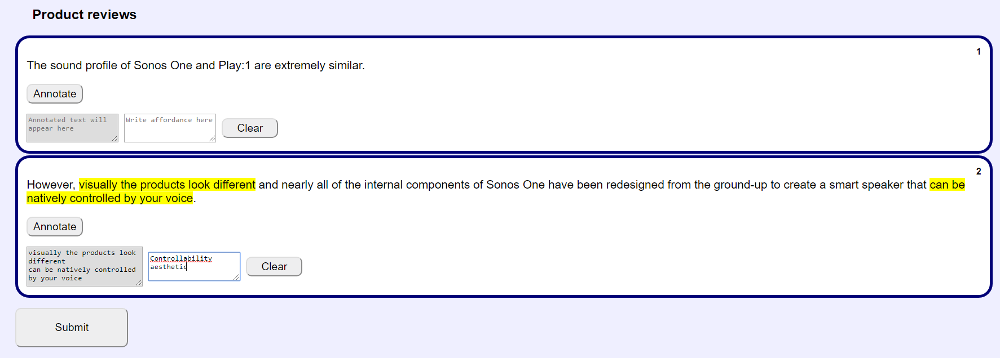 Product reviews
1
The sound profile of Sonos One and Play:1 are extremely similar.
Annotate
Annotated text will
appear here
Write affordance here
Clear
2
However, visually the products look different and nearly all of the internal components of Sonos One have been redesigned from the ground-up to create a smart speaker that can be
natively controlled by your voice.
Annotate
visually the products look
different
can be natively controlled
by your voice
Controllability
aesthetic
Clear
Submit